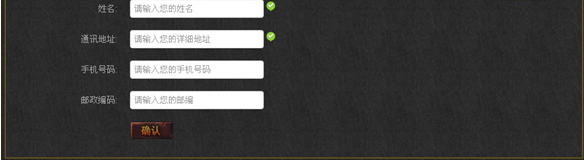 姓名: 请输入您的姓名
通讯地址: 请输入您的详细地址
手机号码: 请输入您的手机号码
邮政编码: 请输入您的邮编
确认